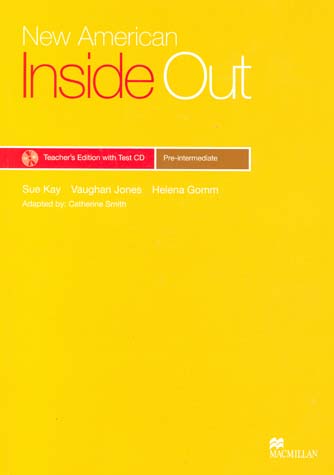 New American
Inside Out
Teacher's Edition with Test CD Pre-intermediate
Sue Kay Vaughan Jones Helena Gomm
Adapted by: Catherine Smith
MACMILLAN